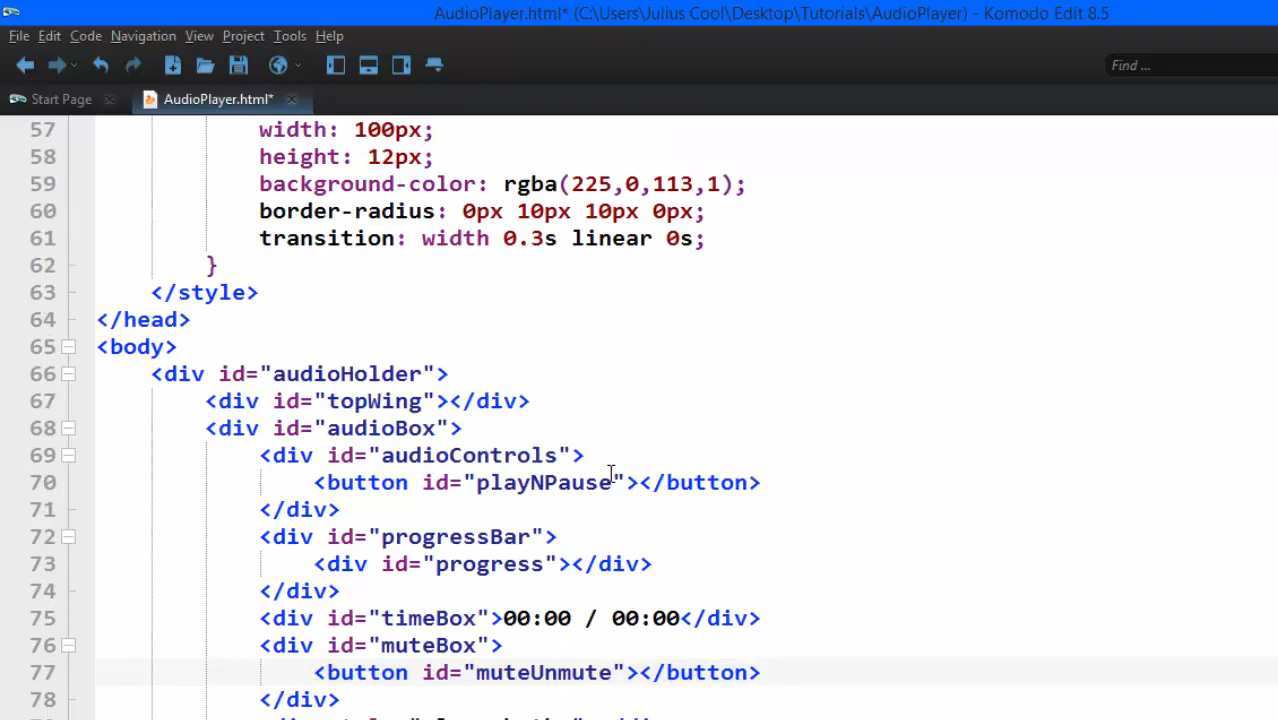 AudioPlayer.html* (C:\Users\Julius Cool\Desktop\Tutorials\AudioPlayer) - Komodo Edit 8.5
File Edit Code Navigation View Project Tools Help
Find ...
Start Page AudioPlayer.html*
57 width: 100px;
58 height: 12px;
59 background-color: rgba(225,0,113,1);
60 border-radius: 0px 10px 10px 0px;
61 transition: width 0.3s linear 0s;
62 }
63 </style>
64 </head>
65 <body>
66 <div id="audioHolder">
67 <div id="topWing"></div>
68 <div id="audioBox">
69 <div id="audioControls">
70 <button id="playNPause"></button>
71 </div>
72 <div id="progressBar">
73 <div id="progress"></div>
74 </div>
75 <div id="timeBox">00:00 / 00:00</div>
76 <div id="muteBox">
77 <button id="muteUnmute"></button>
78 </div>